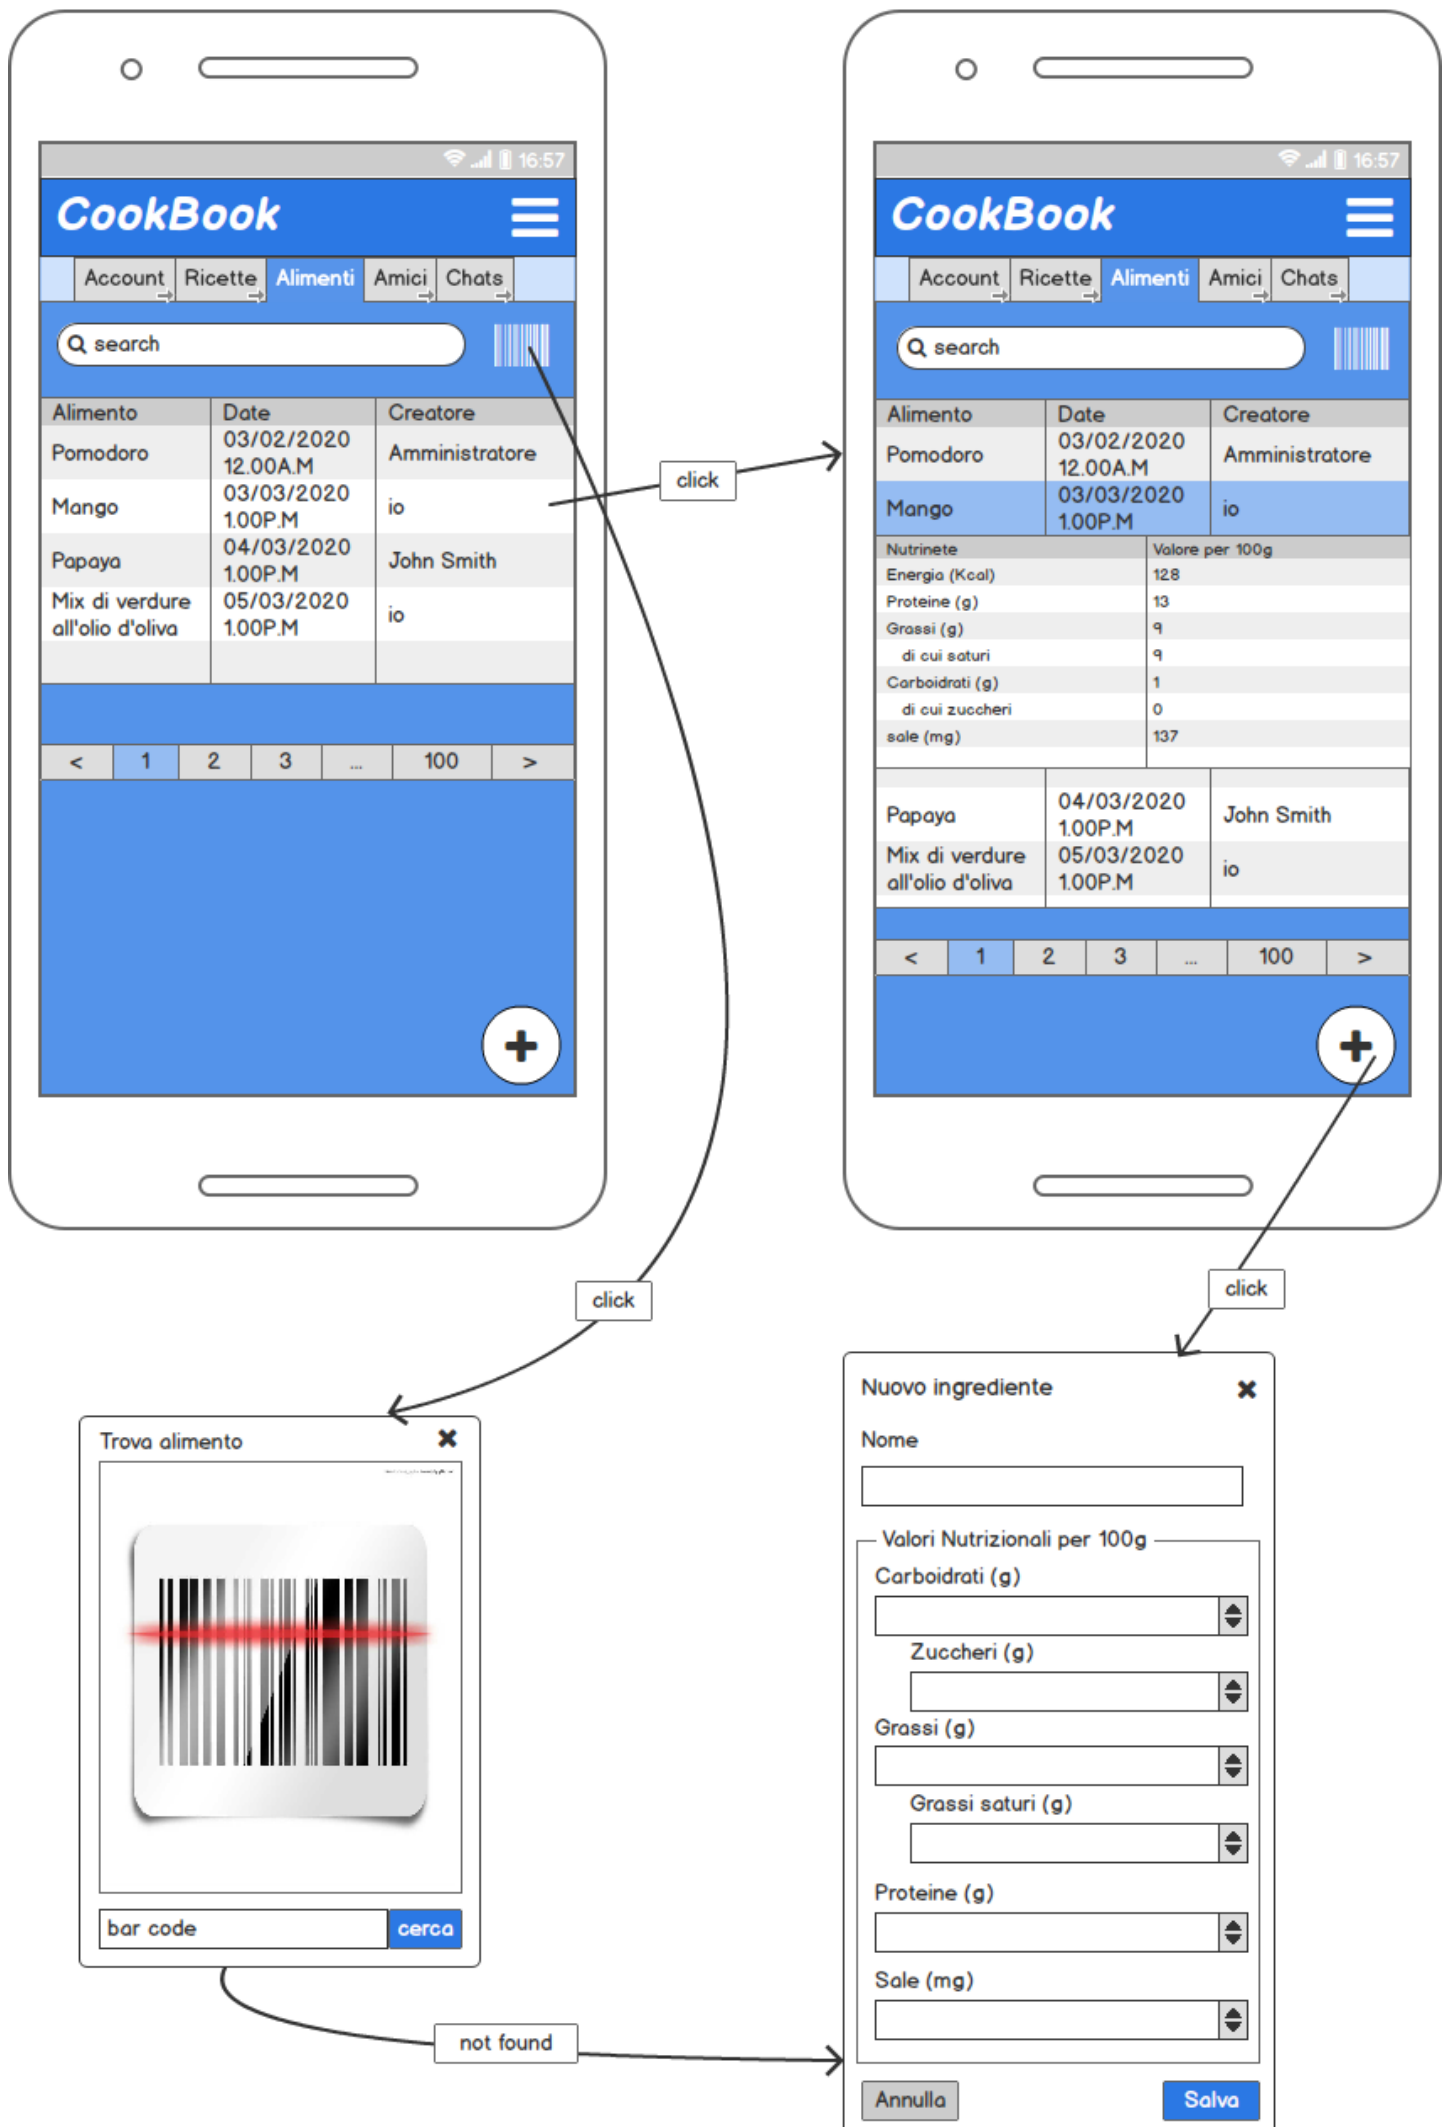 16:57
CookBook
Account Ricette Alimenti Amici Chats
search
Alimento Date Creatore
Pomodoro 03/02/2020 12.00A.M Amministratore
Mango 03/03/2020 1.00P.M io
Papaya 04/03/2020 1.00P.M John Smith
Mix di verdure all'olio d'oliva 05/03/2020 1.00P.M io
< 1 2 3 ... 100 >
click
16:57
CookBook
Account Ricette Alimenti Amici Chats
search
Alimento Date Creatore
Pomodoro 03/02/2020 12.00A.M Amministratore
Mango 03/03/2020 1.00P.M io
Nutrinete Valore per 100g
Energia (Kcal) 128
Proteine (g) 13
Grassi (g) 9
di cui saturi 9
Carboidrati (g) 1
di cui zuccheri 0
sale (mg) 137
Papaya 04/03/2020 1.00P.M John Smith
Mix di verdure all'olio d'oliva 05/03/2020 1.00P.M io
< 1 2 3 ... 100 >
click
click
Trova alimento
bar code cerca
not found
Nuovo ingrediente
Nome
Valori Nutrizionali per 100g
Carboidrati (g)
Zuccheri (g)
Grassi (g)
Grassi saturi (g)
Proteine (g)
Sale (mg)
Annulla Salva